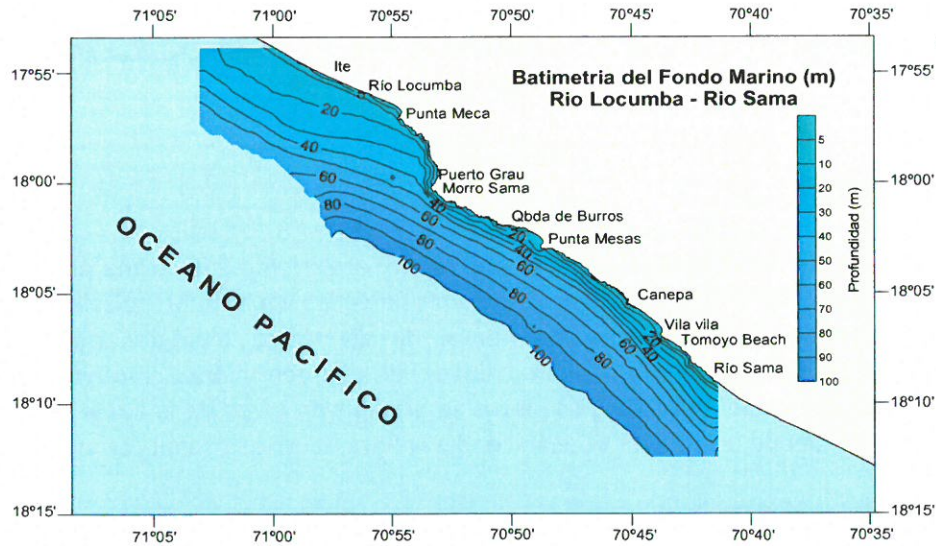 71°05' 71°00' 70°55' 70°50' 70°45' 70°40' 70°35'
Batimetria del Fondo Marino (m)
Rio Locumba - Rio Sama
17°55'
18°00'
18°05'
18°10'
18°15'
Ite
Río Locumba
Punta Meca
Puerto Grau
Morro Sama
Qbda de Burros
Punta Mesas
Canepa
Vila vila
Tomoyo Beach
Río Sama
5
20
40
60
80
40
60
80
100
20
40
60
80
100
20
40
60
80
OCEANO PACIFICO
5
10
20
30
40
50
60
70
80
90
100
Profundidad (m)
17°55'
18°00'
18°05'
18°10'
18°15'
71°05' 71°00' 70°55' 70°50' 70°45' 70°40' 70°35'